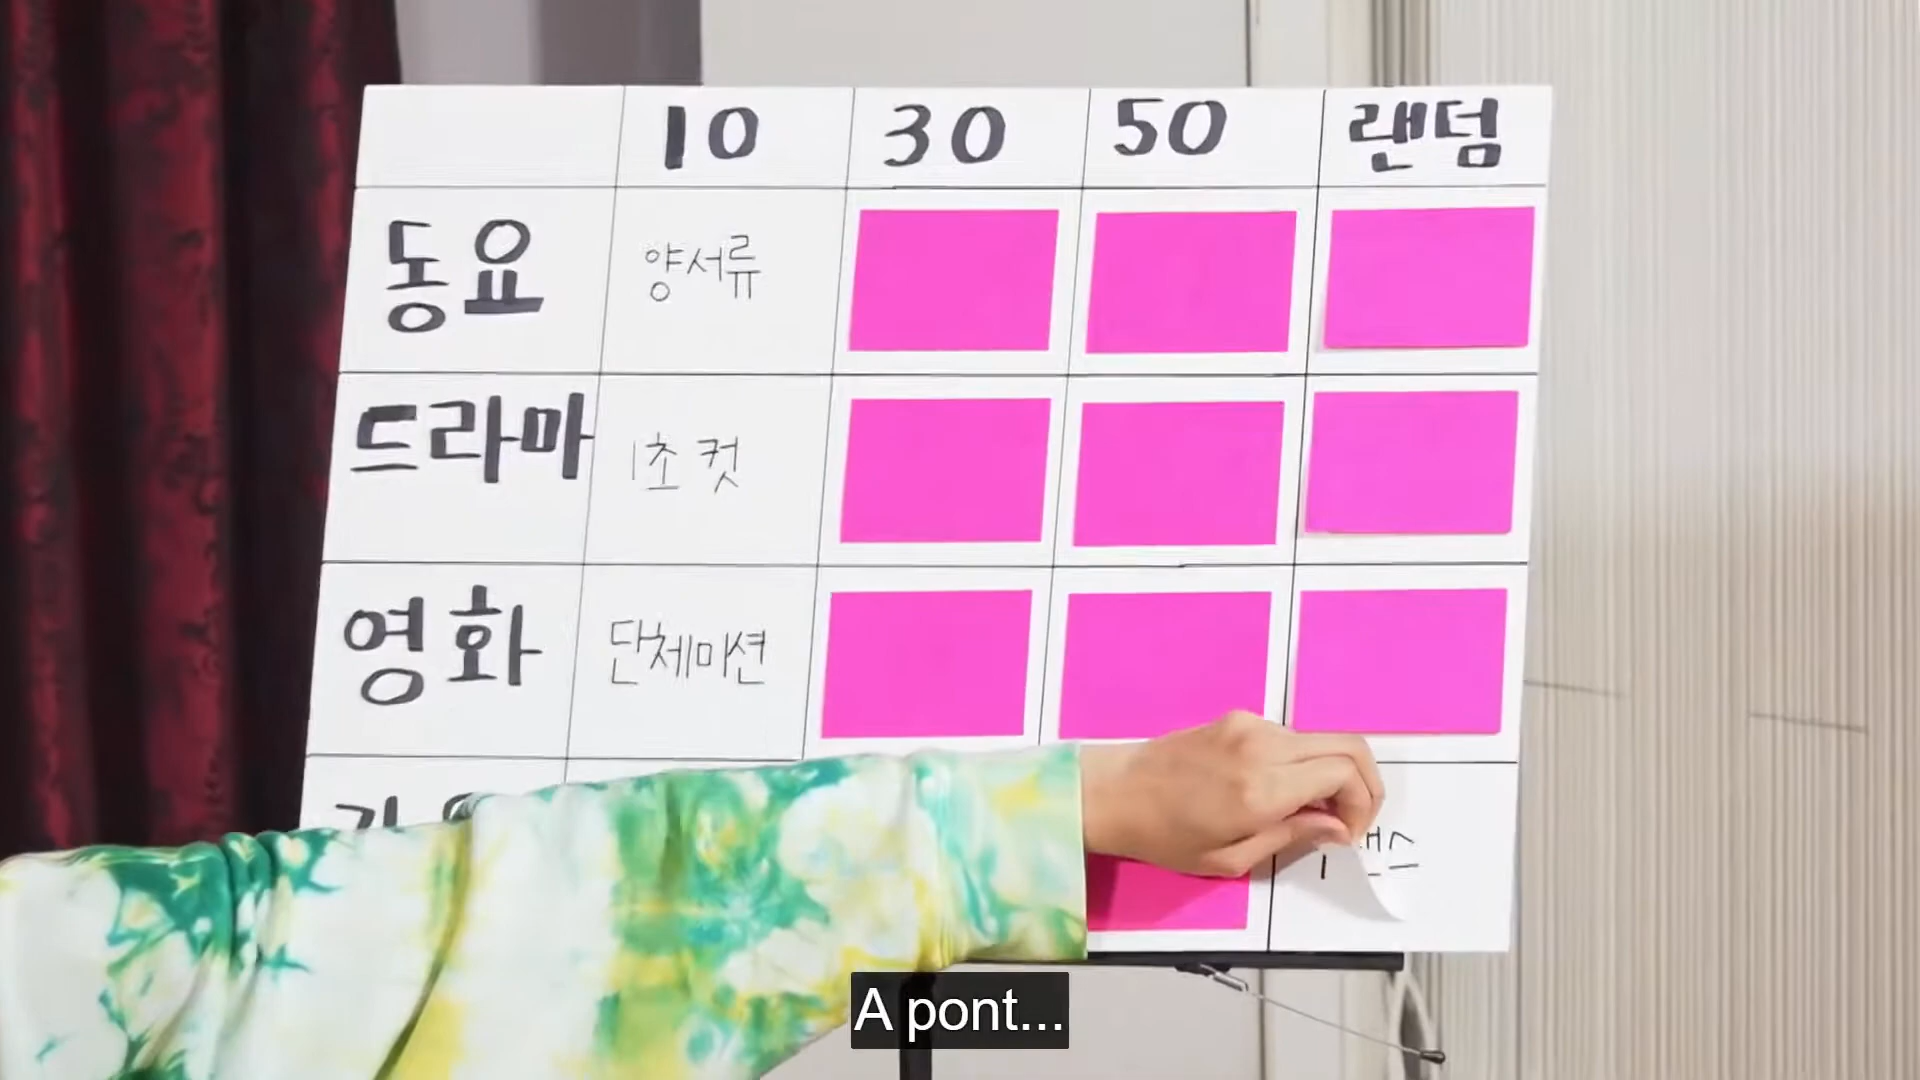 10 30 50 랜덤
동요 양서류
드라마 1초 컷
영화 단체미션
A pont...